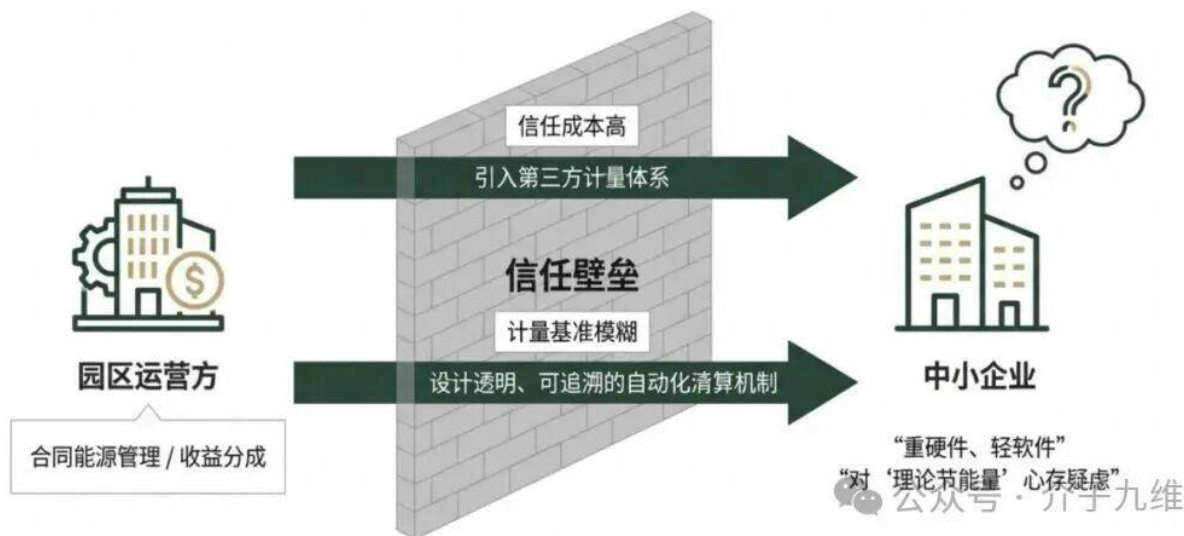 信任成本高
引入第三方计量体系
信任壁垒
计量基准模糊
设计透明、可追溯的自动化清算机制
园区运营方
合同能源管理 / 收益分成
?
中小企业
“重硬件、轻软件”
“对‘理论节能量’心存疑虑”
公众号 · 介于九维
$